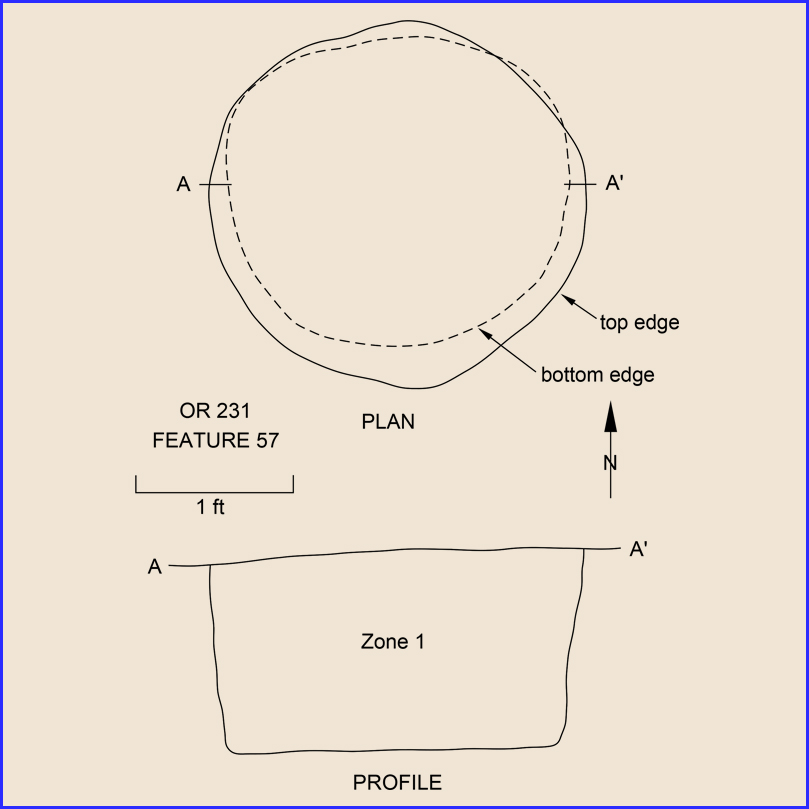 A
A'
top edge
bottom edge
OR 231
FEATURE 57
PLAN
N
1 ft
A
A'
Zone 1
PROFILE